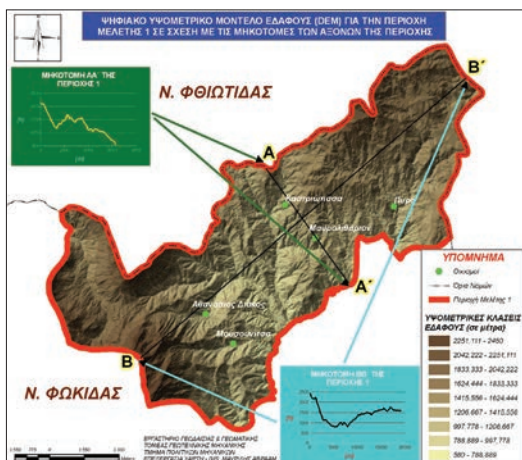 ΨΗΦΙΑΚΟ ΥΨΟΜΕΤΡΙΚΟ ΜΟΝΤΕΛΟ ΕΔΑΦΟΥΣ (DEM) ΓΙΑ ΤΗΝ ΠΕΡΙΟΧΗ
ΜΕΛΕΤΗΣ 1 ΣΕ ΣΧΕΣΗ ΜΕ ΤΙΣ ΜΗΚΟΤΟΜΕΣ ΤΩΝ ΑΞΟΝΩΝ ΤΗΣ ΠΕΡΙΟΧΗΣ
ΜΗΚΟΤΟΜΗ ΑΑ΄ ΤΗΣ
ΠΕΡΙΟΧΗΣ 1
Ν. ΦΘΙΩΤΙΔΑΣ
Β΄
Α
Καστριώτισσα
Πυρά
Μαυρολιθάριον
Α΄
Αθανάσιος Διάκος
Μουσουνίτσα
Β
Ν. ΦΩΚΙΔΑΣ
ΜΗΚΟΤΟΜΗ ΒΒ΄ ΤΗΣ
ΠΕΡΙΟΧΗΣ 1
ΥΠΟΜΝΗΜΑ
Οικισμοί
Όρια Νομών
Περιοχή Μελέτης 1
ΥΨΟΜΕΤΡΙΚΕΣ ΚΛΑΣΕΙΣ
ΕΔΑΦΟΥΣ (σε μέτρα)
2251,111 - 2460
2042,222 - 2251,111
1833,333 - 2042,222
1624,444 - 1833,333
1415,556 - 1624,444
1206,667 - 1415,556
997,778 - 1206,667
788,889 - 997,778
580 - 788,889
ΕΡΓΑΣΤΗΡΙΟ ΓΕΩΔΑΙΣΙΑΣ & ΓΕΩΜΑΤΙΚΗΣ
ΤΟΜΕΑΣ ΓΕΩΤΕΧΝΙΚΗΣ ΜΗΧΑΝΙΚΗΣ
ΤΜΗΜΑ ΠΟΛΙΤΙΚΩΝ ΜΗΧΑΝΙΚΩΝ